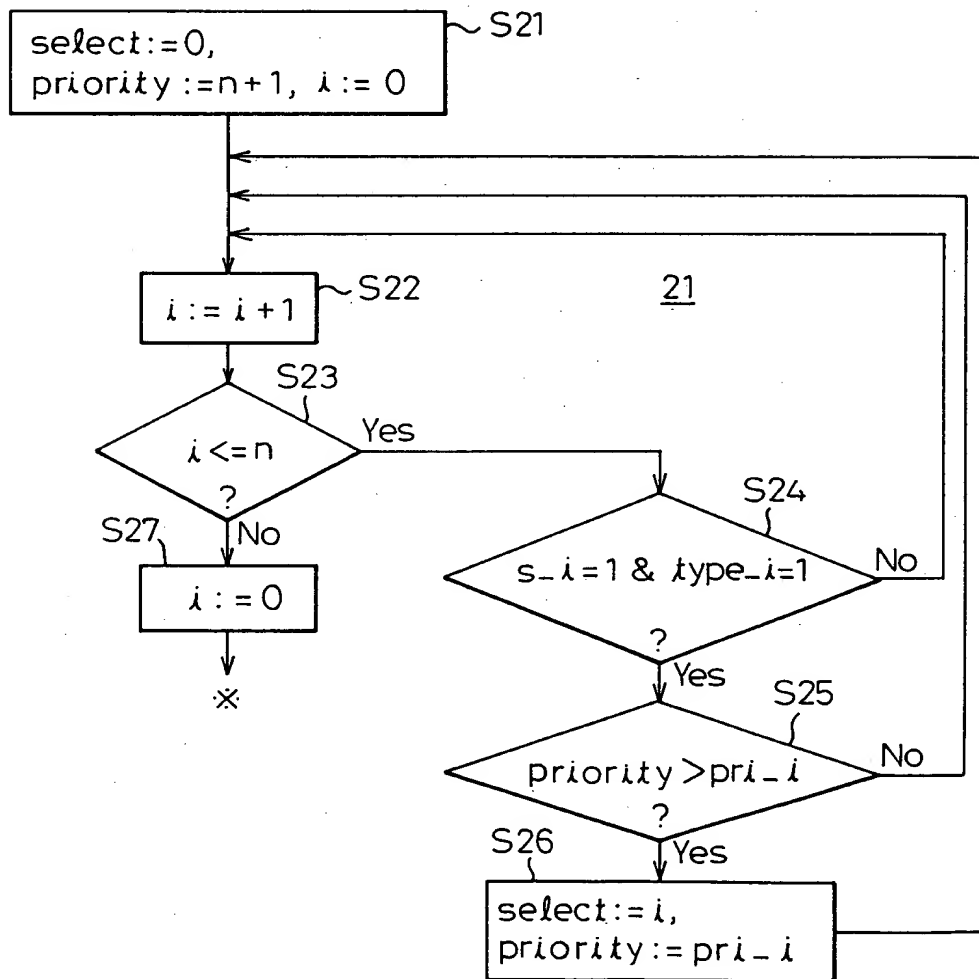 S21
select:=0,
priority:=n+1, i:=0
S22
i:=i+1
21
S23
i<=n
?
Yes
No
S27
i:=0
※
S24
s_i=1 & type_i=1
?
No
Yes
S25
priority>pri_i
?
No
Yes
S26
select:=i,
priority:=pri_i